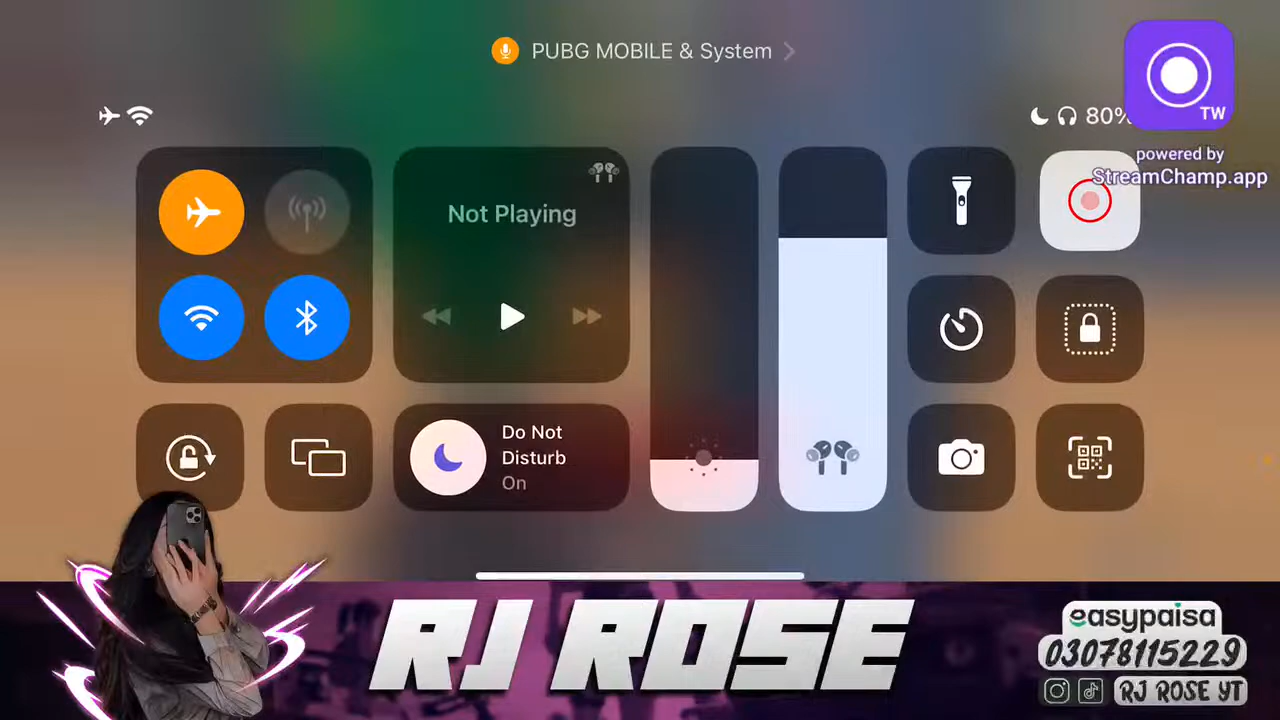 PUBG MOBILE & System
80%
TW
powered by
StreamChamp.app
Not Playing
Do Not
Disturb
On
RJ ROSE
easypaisa
03078115229
RJ ROSE YT